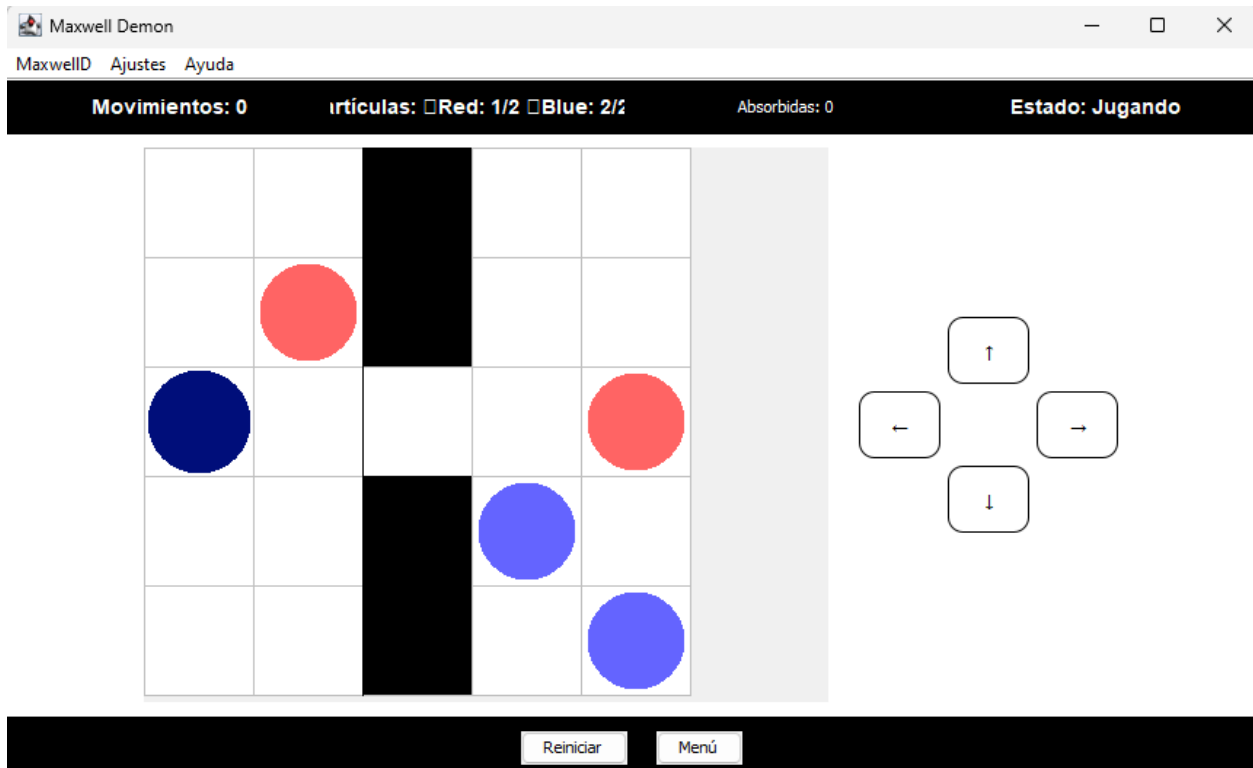 Maxwell Demon
MaxwellD Ajustes Ayuda
Movimientos: 0 artículas: □Red: 1/2 □Blue: 2/2 Absorbidas: 0 Estado: Jugando
↑
← →
↓
Reiniciar Menú